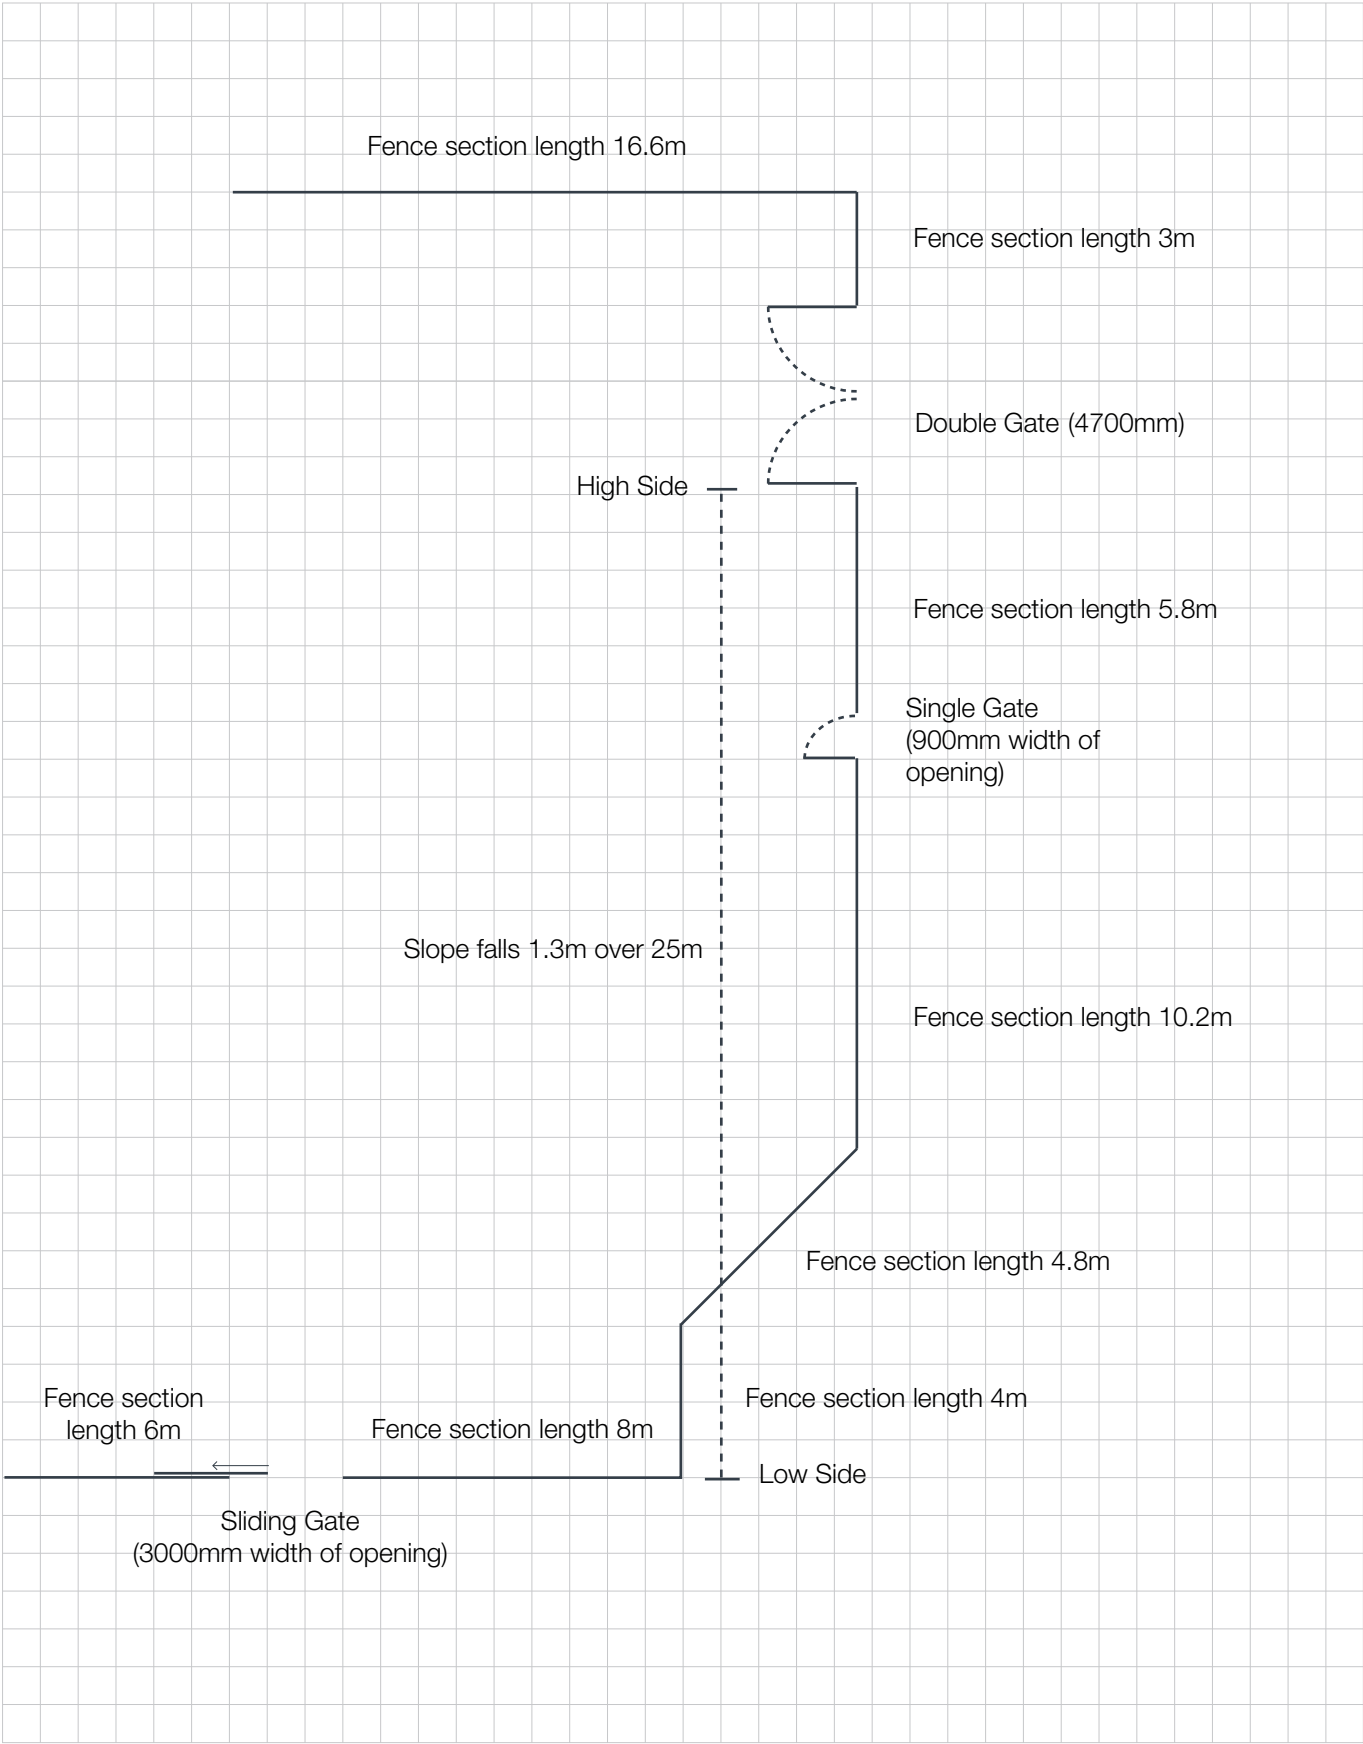 Fence section length 16.6m
Fence section length 3m
Double Gate (4700mm)
High Side
Fence section length 5.8m
Single Gate
(900mm width of
opening)
Slope falls 1.3m over 25m
Fence section length 10.2m
Fence section length 4.8m
Fence section
length 6m
Fence section length 8m
Fence section length 4m
Low Side
Sliding Gate
(3000mm width of opening)